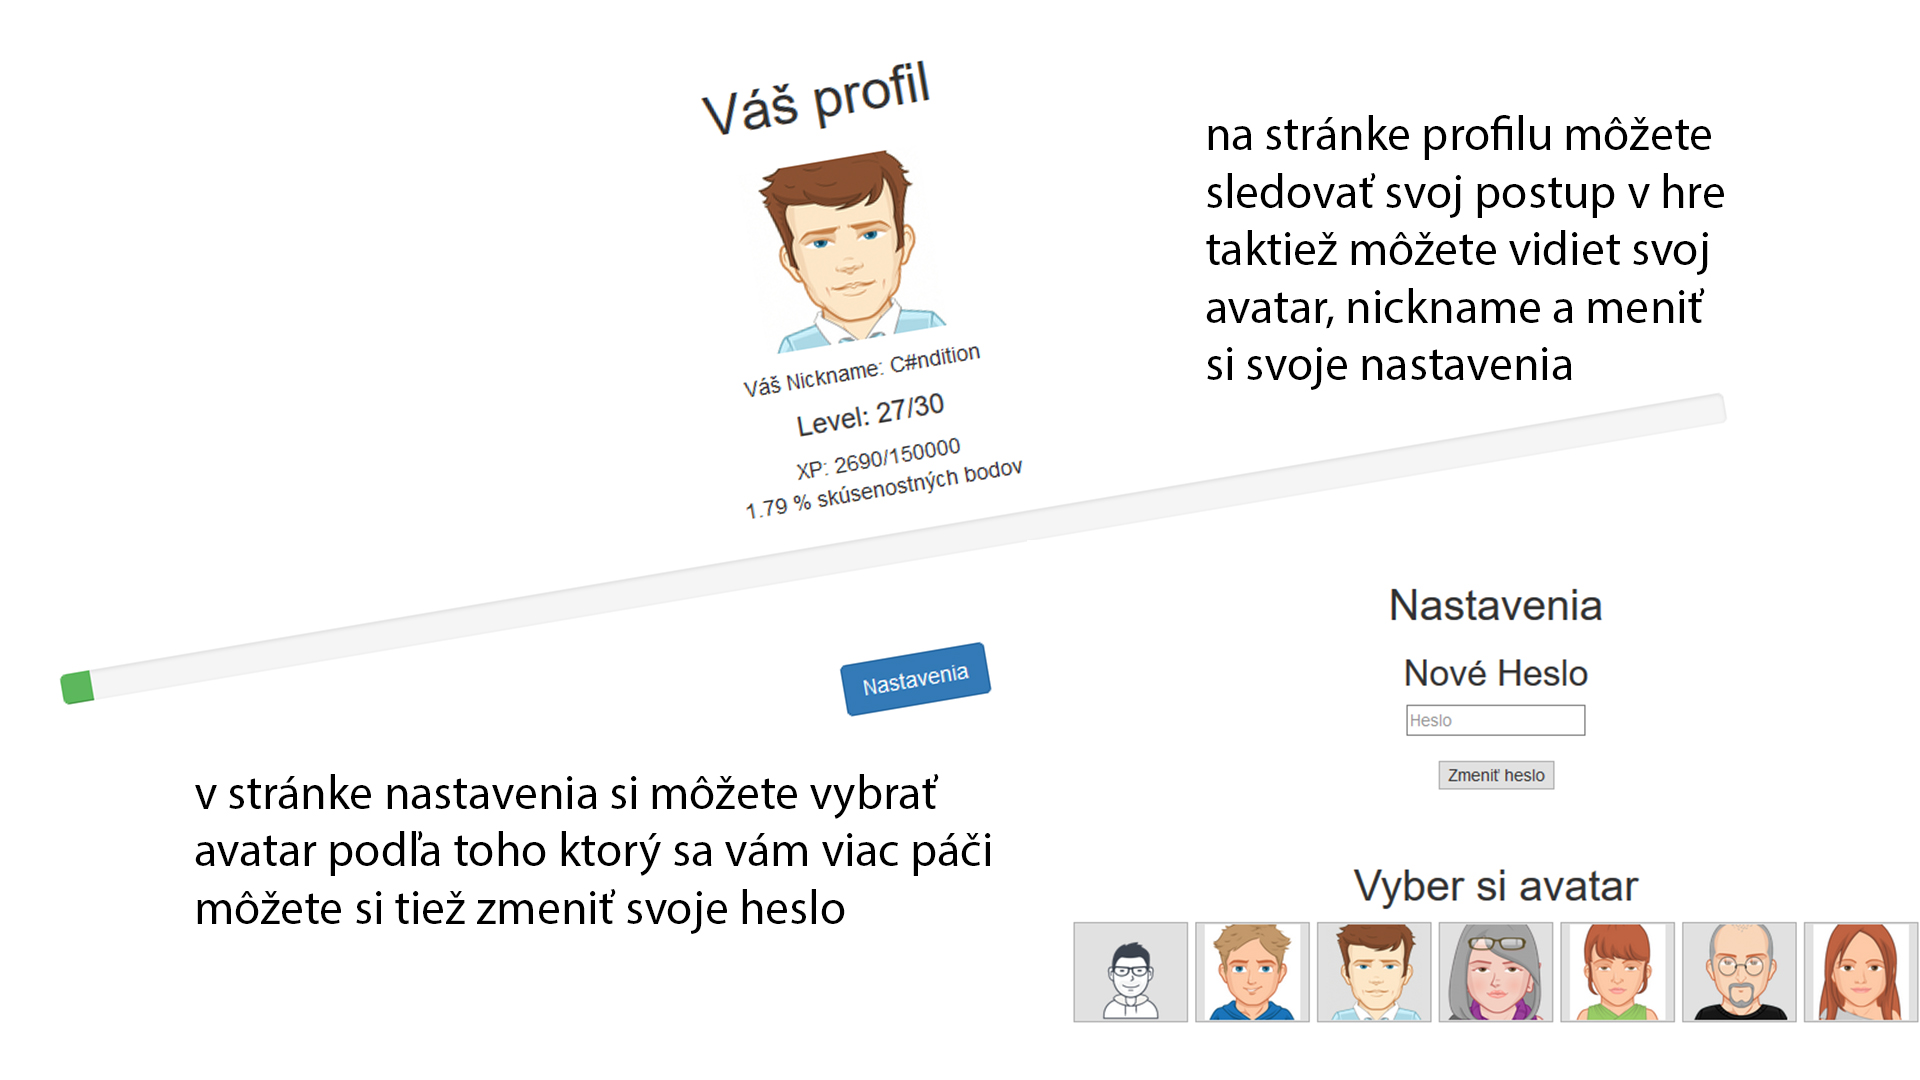 Váš profil
na stránke profilu môžete
sledovať svoj postup v hre
taktiež môžete vidiet svoj
avatar, nickname a meniť
si svoje nastavenia
Váš Nickname: C#ndition
Level: 27/30
XP: 2690/150000
1.79 % skúsenostných bodov
Nastavenia
v stránke nastavenia si môžete vybrať
avatar podľa toho ktorý sa vám viac páči
môžete si tiež zmeniť svoje heslo
Nastavenia
Nové Heslo
Heslo
Zmeniť heslo
Vyber si avatar